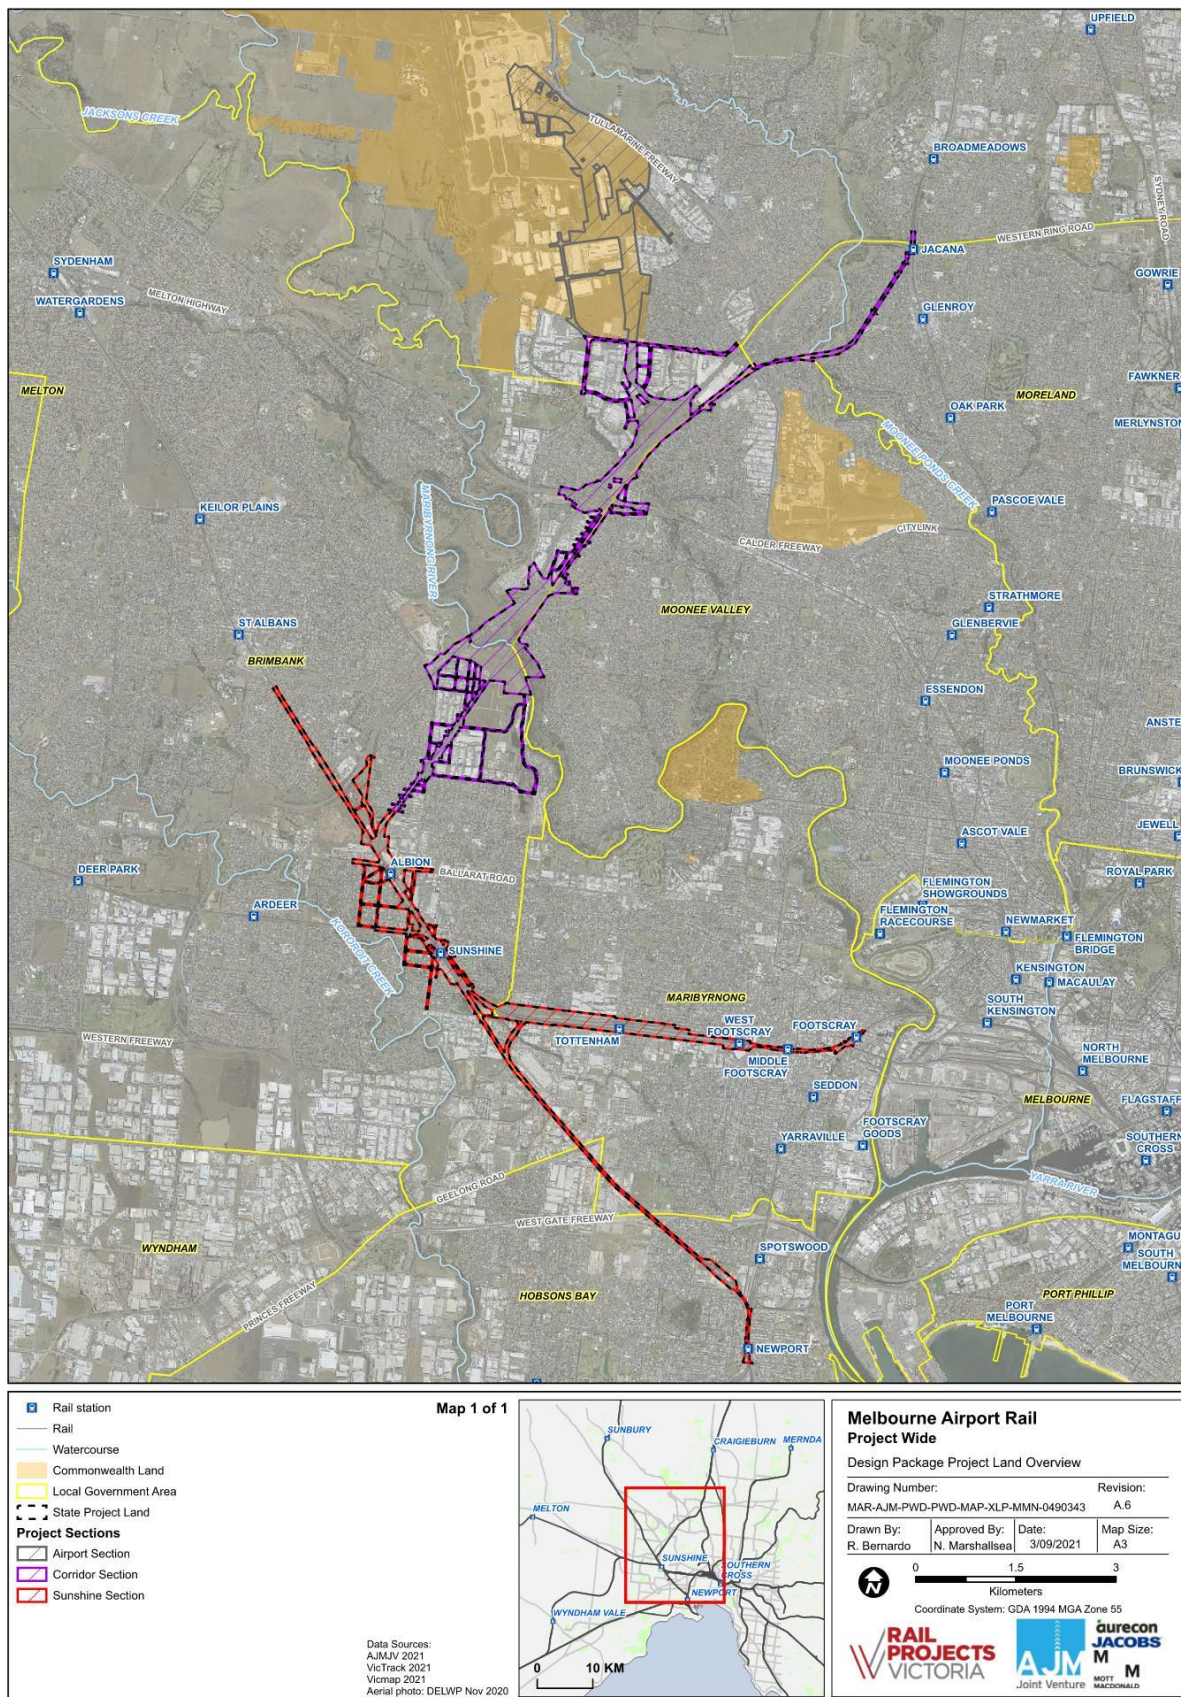 UPFIELD
JACKSONS CREEK
TULLAMARINE FREEWAY
BROADMEADOWS
SYDNEY ROAD
WESTERN RING ROAD
JACANA
SYDENHAM
GOWRIE
WATERGARDENS
MELTON HIGHWAY
GLENROY
MELTON
FAWKNER
MORELAND
OAK PARK
MERLYNSTON
MOONEE PONDS CREEK
KEILOR PLAINS
MARIBYRNONG RIVER
PASCOE VALE
CITYLINK
CALDER FREEWAY
STRATHMORE
MOONEE VALLEY
ST ALBANS
GLENBERVIE
BRIMBANK
ESSENDON
ANSTE
MOONEE PONDS
BRUNSWICK
JEWELL
ASCOT VALE
ALBION
DEER PARK
BALLARAT ROAD
ROYAL PARK
FLEMINGTON
SHOWGROUNDS
ARDEER
FLEMINGTON
RACECOURSE
NEWMARKET
FLEMINGTON
BRIDGE
KOROROIT CREEK
SUNSHINE
KENSINGTON
MACAULAY
MARIBYRNONG
SOUTH
KENSINGTON
WEST
FOOTSCRAY
FOOTSCRAY
WESTERN FREEWAY
TOTTENHAM
MIDDLE
FOOTSCRAY
NORTH
MELBOURNE
SEDDON
MELBOURNE
FLAGSTAFF
FOOTSCRAY
GOODS
YARRAVILLE
SOUTHERN
CROSS
GEELONG ROAD
YARRA RIVER
WEST GATE FREEWAY
WYNDHAM
SPOTSWOOD
MONTAGU
SOUTH
MELBOURN
PRINCES FREEWAY
HOBSONS BAY
PORT PHILLIP
PORT
MELBOURNE
NEWPORT
Rail station
Rail
Watercourse
Commonwealth Land
Local Government Area
State Project Land
Project Sections
Airport Section
Corridor Section
Sunshine Section
Map 1 of 1
Data Sources:
AJMJV 2021
VicTrack 2021
Vicmap 2021
Aerial photo: DELWP Nov 2020
SUNBURY
CRAIGIEBURN
MERNDA
MELTON
SUNSHINE
SOUTHERN
CROSS
NEWPORT
WYNDHAM VALE
0 10 KM
Melbourne Airport Rail
Project Wide
Design Package Project Land Overview
Drawing Number: Revision:
MAR-AJM-PWD-PWD-MAP-XLP-MMN-0490343 A.6
Drawn By: Approved By: Date: Map Size:
R. Bernardo N. Marshallsea 3/09/2021 A3
N
0 1.5 3
Kilometers
Coordinate System: GDA 1994 MGA Zone 55
RAIL
PROJECTS
VICTORIA
AJM
Joint Venture
aurecon
JACOBS
M
M
MOTT
MACDONALD